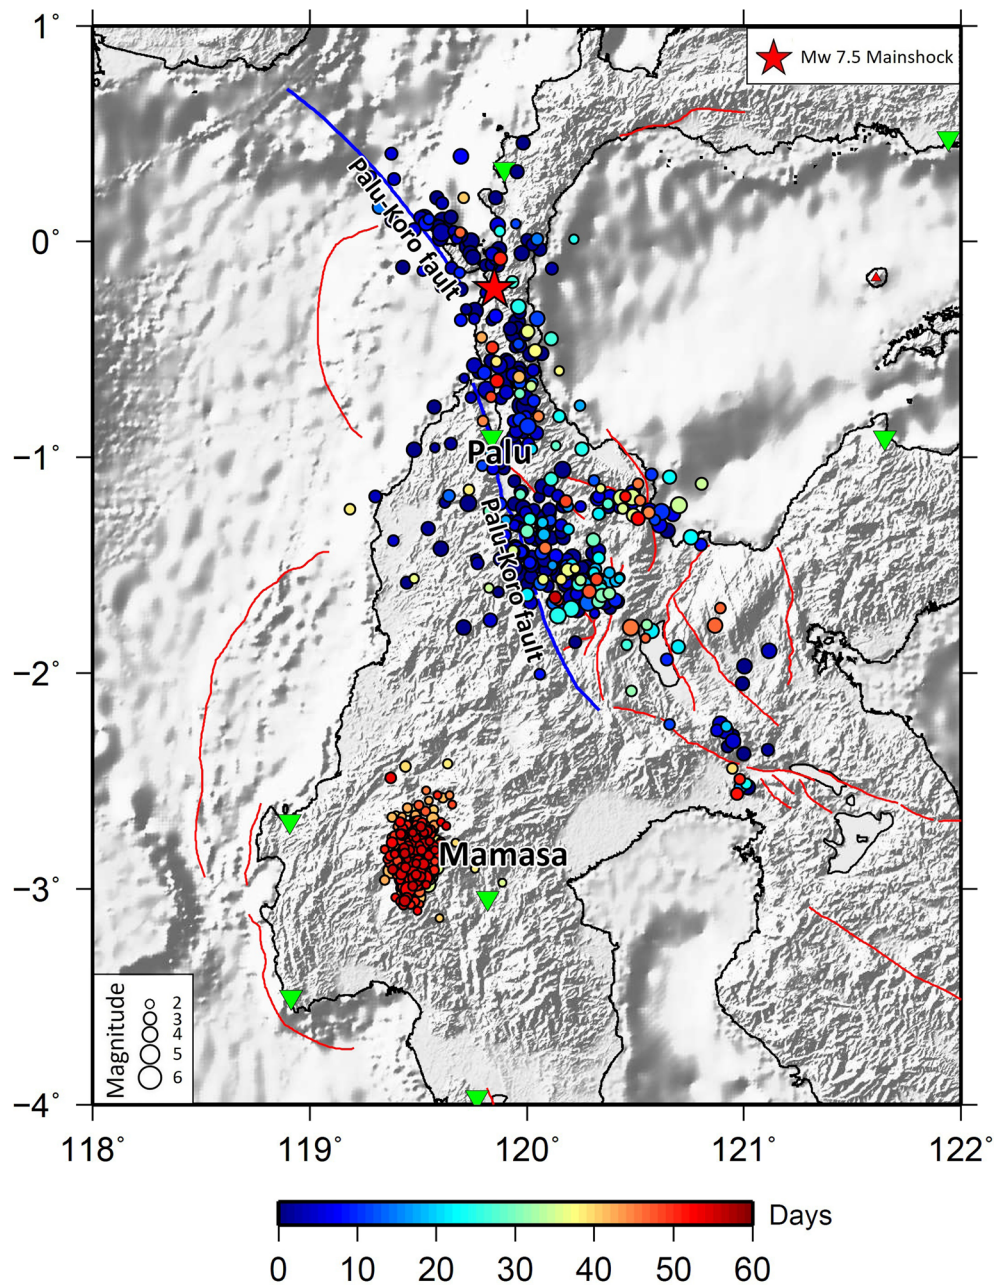 1°
Mw 7.5 Mainshock
Palu-Koro fault
0°
−1°
Palu
Palu-Koro fault
−2°
Mamasa
−3°
Magnitude
2
3
4
5
6
−4°
118° 119° 120° 121° 122°
Days
0 10 20 30 40 50 60